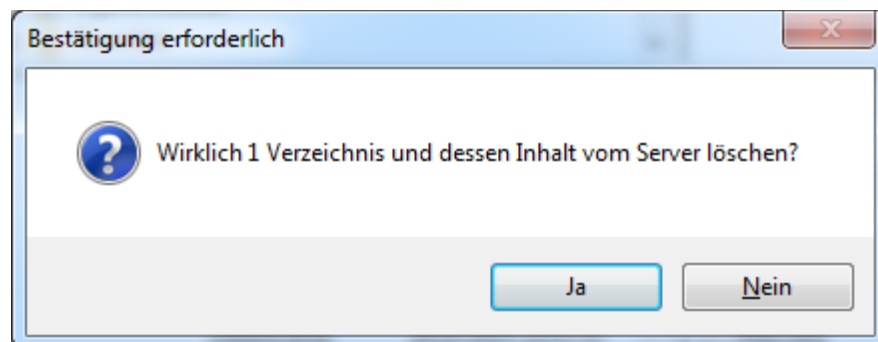 Bestätigung erforderlich
Wirklich 1 Verzeichnis und dessen Inhalt vom Server löschen?
Ja
Nein